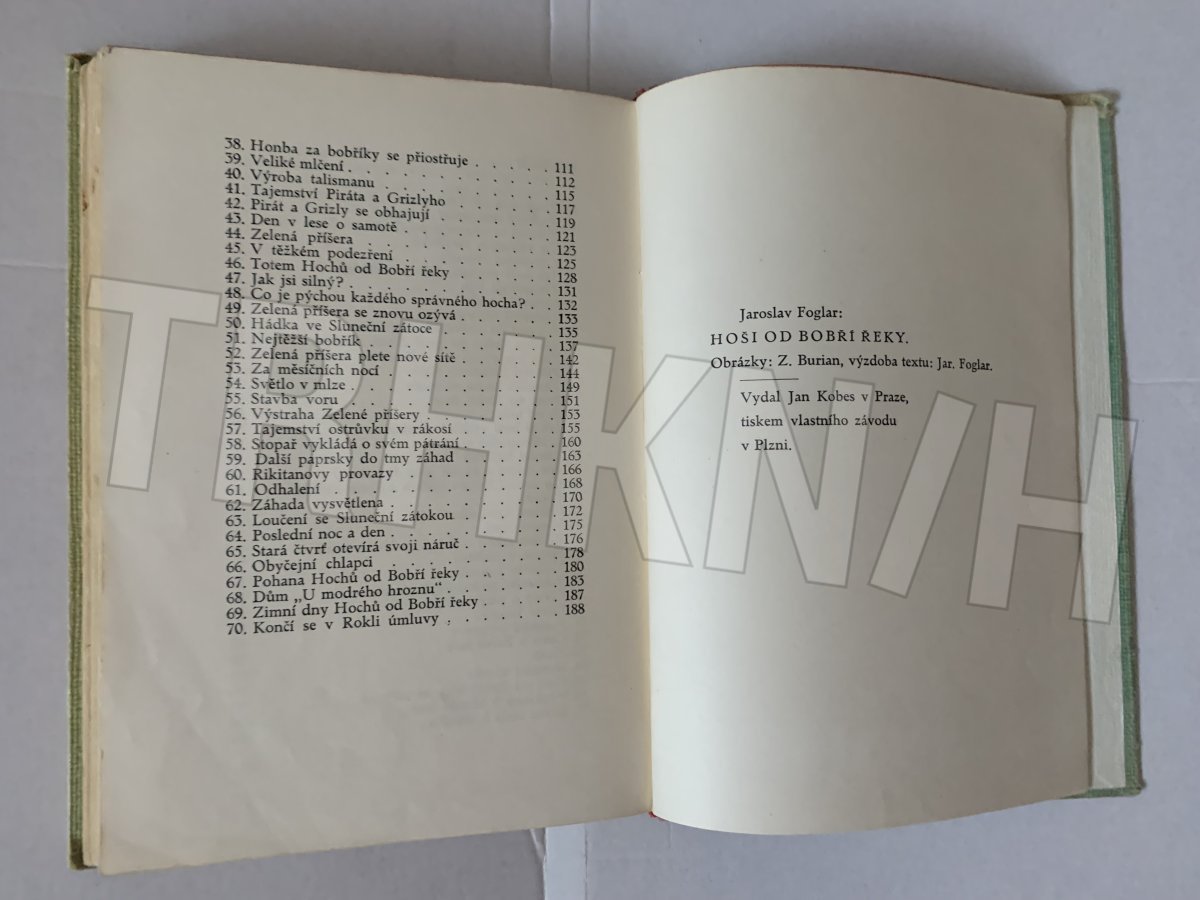 38. Honba za bobříky se přiostřuje . . . . . 111
39. Veliké mlčení . . . . . . . . . 112
40. Výroba talismanu . . . . . . . . 115
41. Tajemství Piráta a Grizlyho . . . . . . 117
42. Pirát a Grizly se obhajují . . . . . . 119
43. Den v lese o samotě . . . . . . . 121
44. Zelená příšera . . . . . . . . 123
45. V těžkém podezření . . . . . . . 125
46. Totem Hochů od Bobří řeky . . . . . 128
47. Jak jsi silný? . . . . . . . . . 131
48. Co je pýchou každého správného hocha? . . 132
49. Zelená příšera se znovu ozývá . . . . . 133
50. Hádka ve Sluneční zátoce . . . . . . 135
51. Nejtěžší bobřík . . . . . . . . 137
52. Zelená příšera plete nové sítě . . . . . 142
53. Za měsíčních nocí . . . . . . . 144
54. Světlo v mlze . . . . . . . . . 149
55. Stavba voru . . . . . . . . . 151
56. Výstraha Zelené příšery . . . . . . 153
57. Tajemství ostrůvku v rákosí . . . . . 155
58. Stopař vykládá o svém pátrání . . . . . 160
59. Další paprsky do tmy záhad . . . . . 163
60. Rikitanovy provazy . . . . . . . 166
61. Odhalení . . . . . . . . . . 168
62. Záhada vysvětlena . . . . . . . 170
63. Loučení se Sluneční zátokou . . . . . 172
64. Poslední noc a den . . . . . . . 175
65. Stará čtvrť otevírá svoji náruč . . . . . 176
66. Obyčejní chlapci . . . . . . . . 178
67. Pohana Hochů od Bobří řeky . . . . . 180
68. Dům „U modrého hroznu" . . . . . . 183
69. Zimní dny Hochů od Bobří řeky . . . . 187
70. Končí se v Rokli úmluvy . . . . . . 188
Jaroslav Foglar:
HOŠI OD BOBŘÍ ŘEKY.
Obrázky: Z. Burian, výzdoba textu: Jar. Foglar.
Vydal Jan Kobes v Praze,
tiskem vlastního závodu
v Plzni.
TRHKN/H